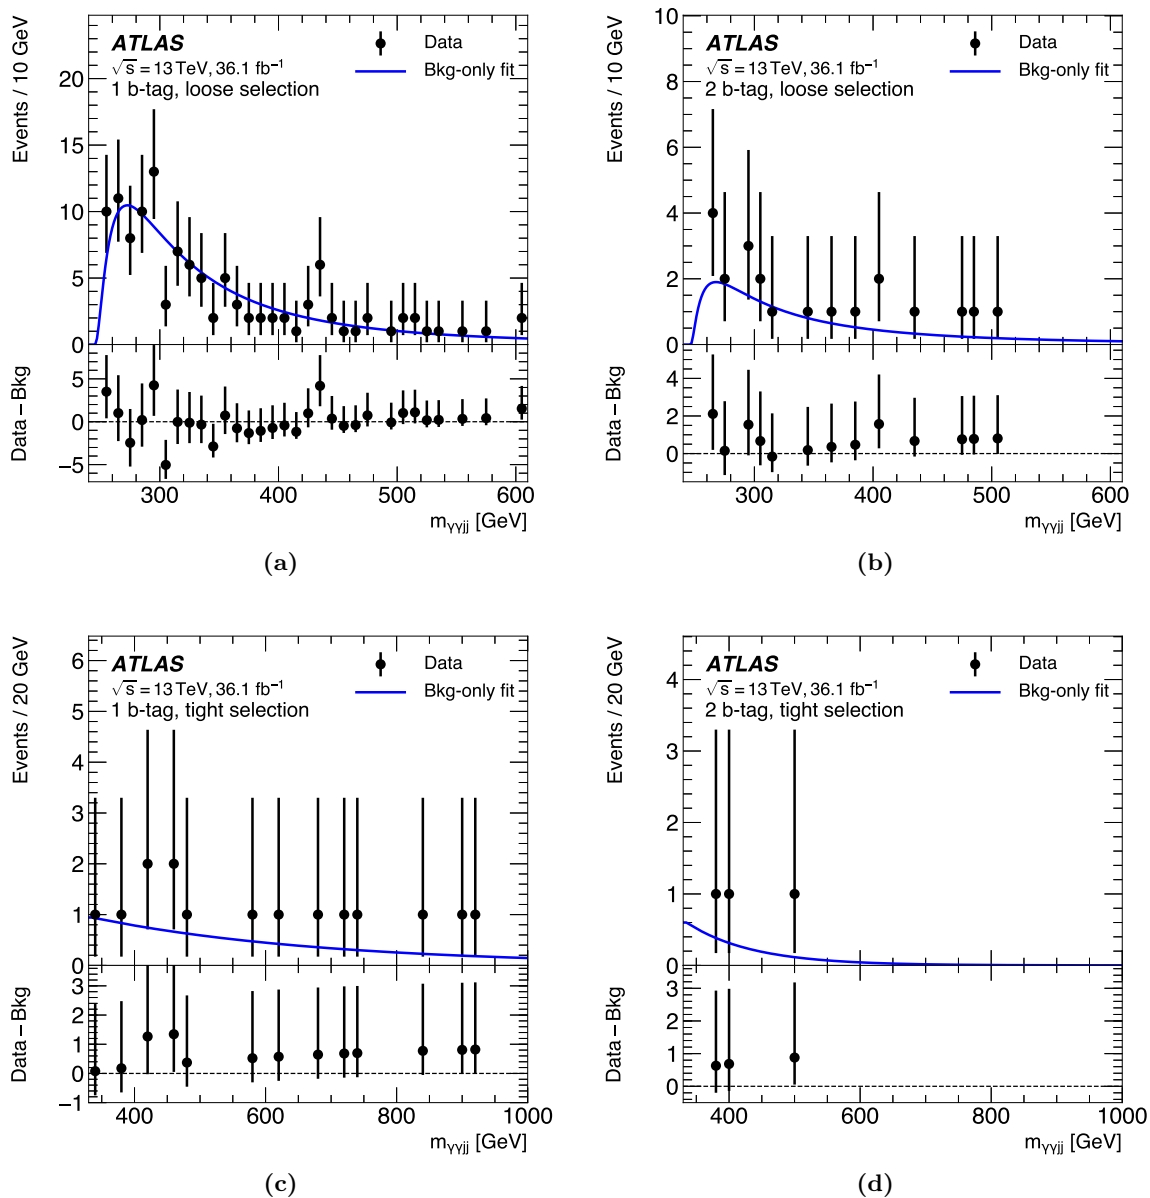 Events / 10 GeV
20
15
10
5
0
ATLAS
√s = 13 TeV, 36.1 fb⁻¹
1 b-tag, loose selection
Data
Bkg-only fit
Data − Bkg
5
0
−5
300 400 500 600
mγγjj [GeV]
(a)
Events / 10 GeV
10
8
6
4
2
0
ATLAS
√s = 13 TeV, 36.1 fb⁻¹
2 b-tag, loose selection
Data
Bkg-only fit
Data − Bkg
4
2
0
300 400 500 600
mγγjj [GeV]
(b)
Events / 20 GeV
6
5
4
3
2
1
0
ATLAS
√s = 13 TeV, 36.1 fb⁻¹
1 b-tag, tight selection
Data
Bkg-only fit
Data − Bkg
3
2
1
0
−1
400 600 800 1000
mγγjj [GeV]
(c)
Events / 20 GeV
4
3
2
1
0
ATLAS
√s = 13 TeV, 36.1 fb⁻¹
2 b-tag, tight selection
Data
Bkg-only fit
Data − Bkg
3
2
1
0
400 600 800 1000
mγγjj [GeV]
(d)